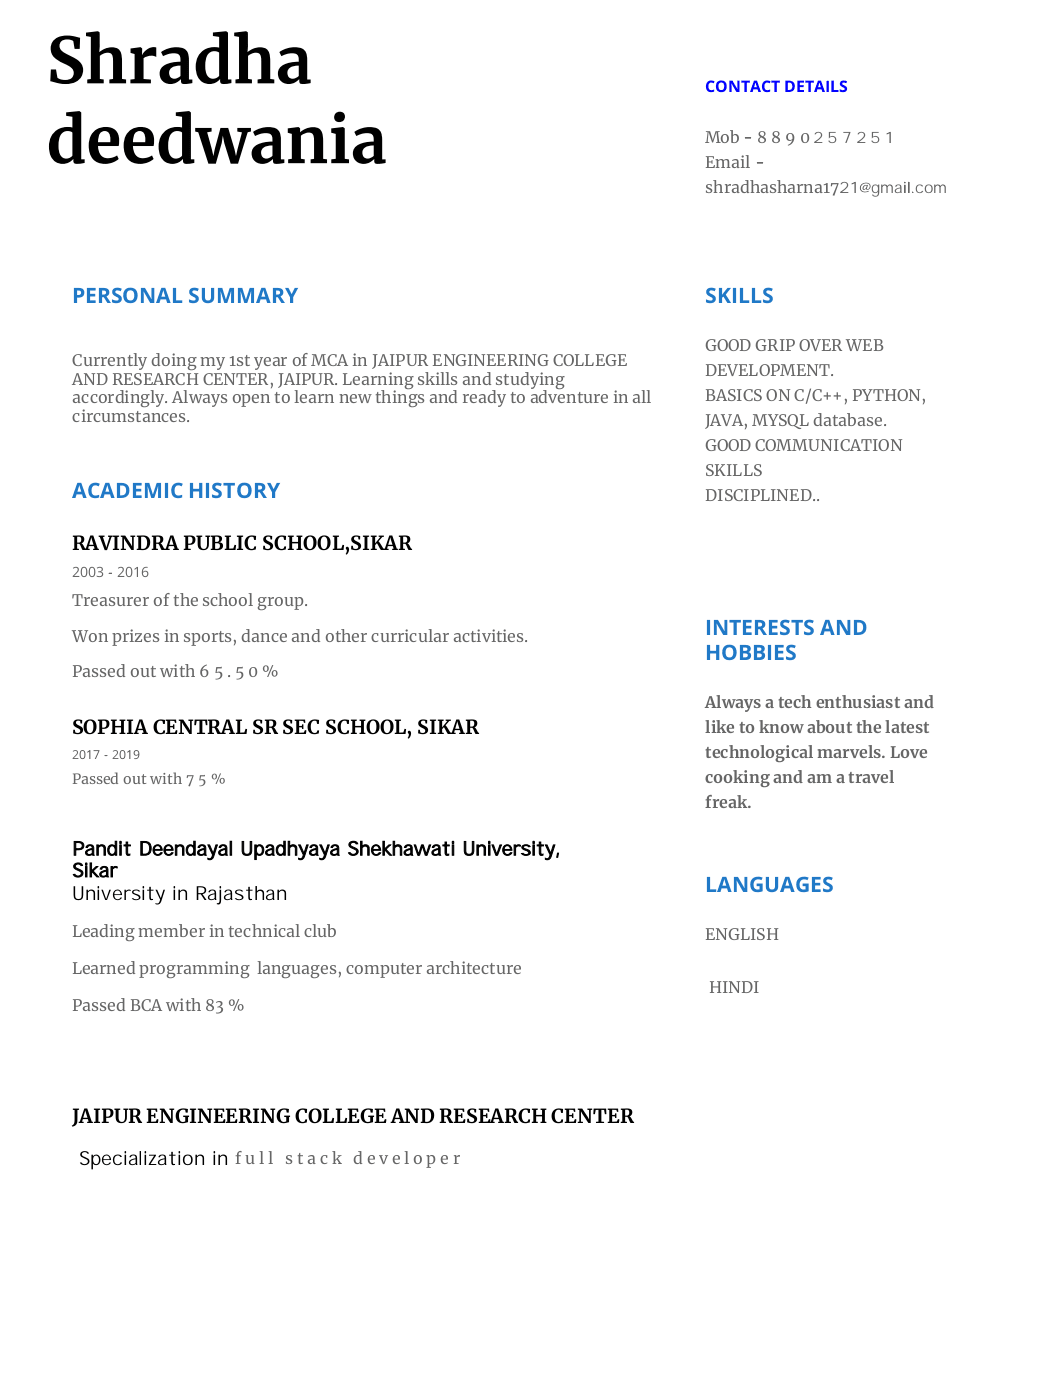 Shradha
deedwania
CONTACT DETAILS
Mob - 8 8 9 0 2 5 7 2 5 1
Email -
shradhasharna1721@gmail.com
PERSONAL SUMMARY
Currently doing my 1st year of MCA in JAIPUR ENGINEERING COLLEGE
AND RESEARCH CENTER, JAIPUR. Learning skills and studying
accordingly. Always open to learn new things and ready to adventure in all
circumstances.
ACADEMIC HISTORY
RAVINDRA PUBLIC SCHOOL,SIKAR
2003 - 2016
Treasurer of the school group.
Won prizes in sports, dance and other curricular activities.
Passed out with 6 5 . 5 0 %
SOPHIA CENTRAL SR SEC SCHOOL, SIKAR
2017 - 2019
Passed out with 7 5 %
Pandit Deendayal Upadhyaya Shekhawati University,
Sikar
University in Rajasthan
Leading member in technical club
Learned programming  languages, computer architecture
Passed BCA with 83 %
JAIPUR ENGINEERING COLLEGE AND RESEARCH CENTER
Specialization in f u l l  s t a c k  d e v e l o p e r
SKILLS
GOOD GRIP OVER WEB
DEVELOPMENT.
BASICS ON C/C++, PYTHON,
JAVA, MYSQL database.
GOOD COMMUNICATION
SKILLS
DISCIPLINED..
INTERESTS AND
HOBBIES
Always a tech enthusiast and
like to know about the latest
technological marvels. Love
cooking and am a travel
freak.
LANGUAGES
ENGLISH
HINDI